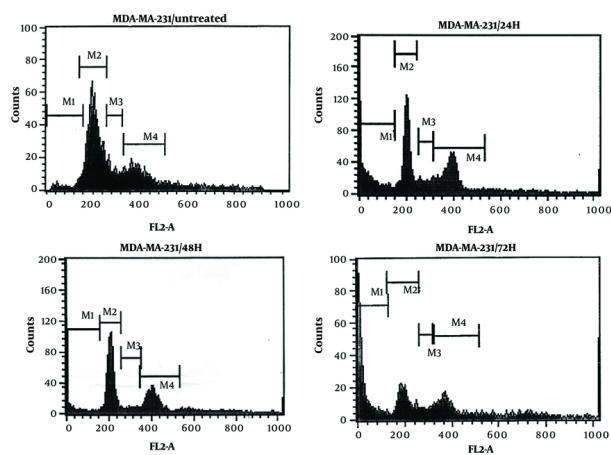 MDA-MA-231/untreated
100
80
60
40
20
0
Counts
M1
M2
M3
M4
0 200 400 600 800 1000
FL2-A
MDA-MA-231/24H
200
160
120
80
40
0
Counts
M1
M2
M3
M4
0 200 400 600 800 1000
FL2-A
MDA-MA-231/48H
200
160
120
80
40
0
Counts
M1
M2
M3
M4
0 200 400 600 800 1000
FL2-A
MDA-MA-231/72H
100
80
60
40
20
0
Counts
M1
M2
M3
M4
0 200 400 600 800 1000
FL2-A